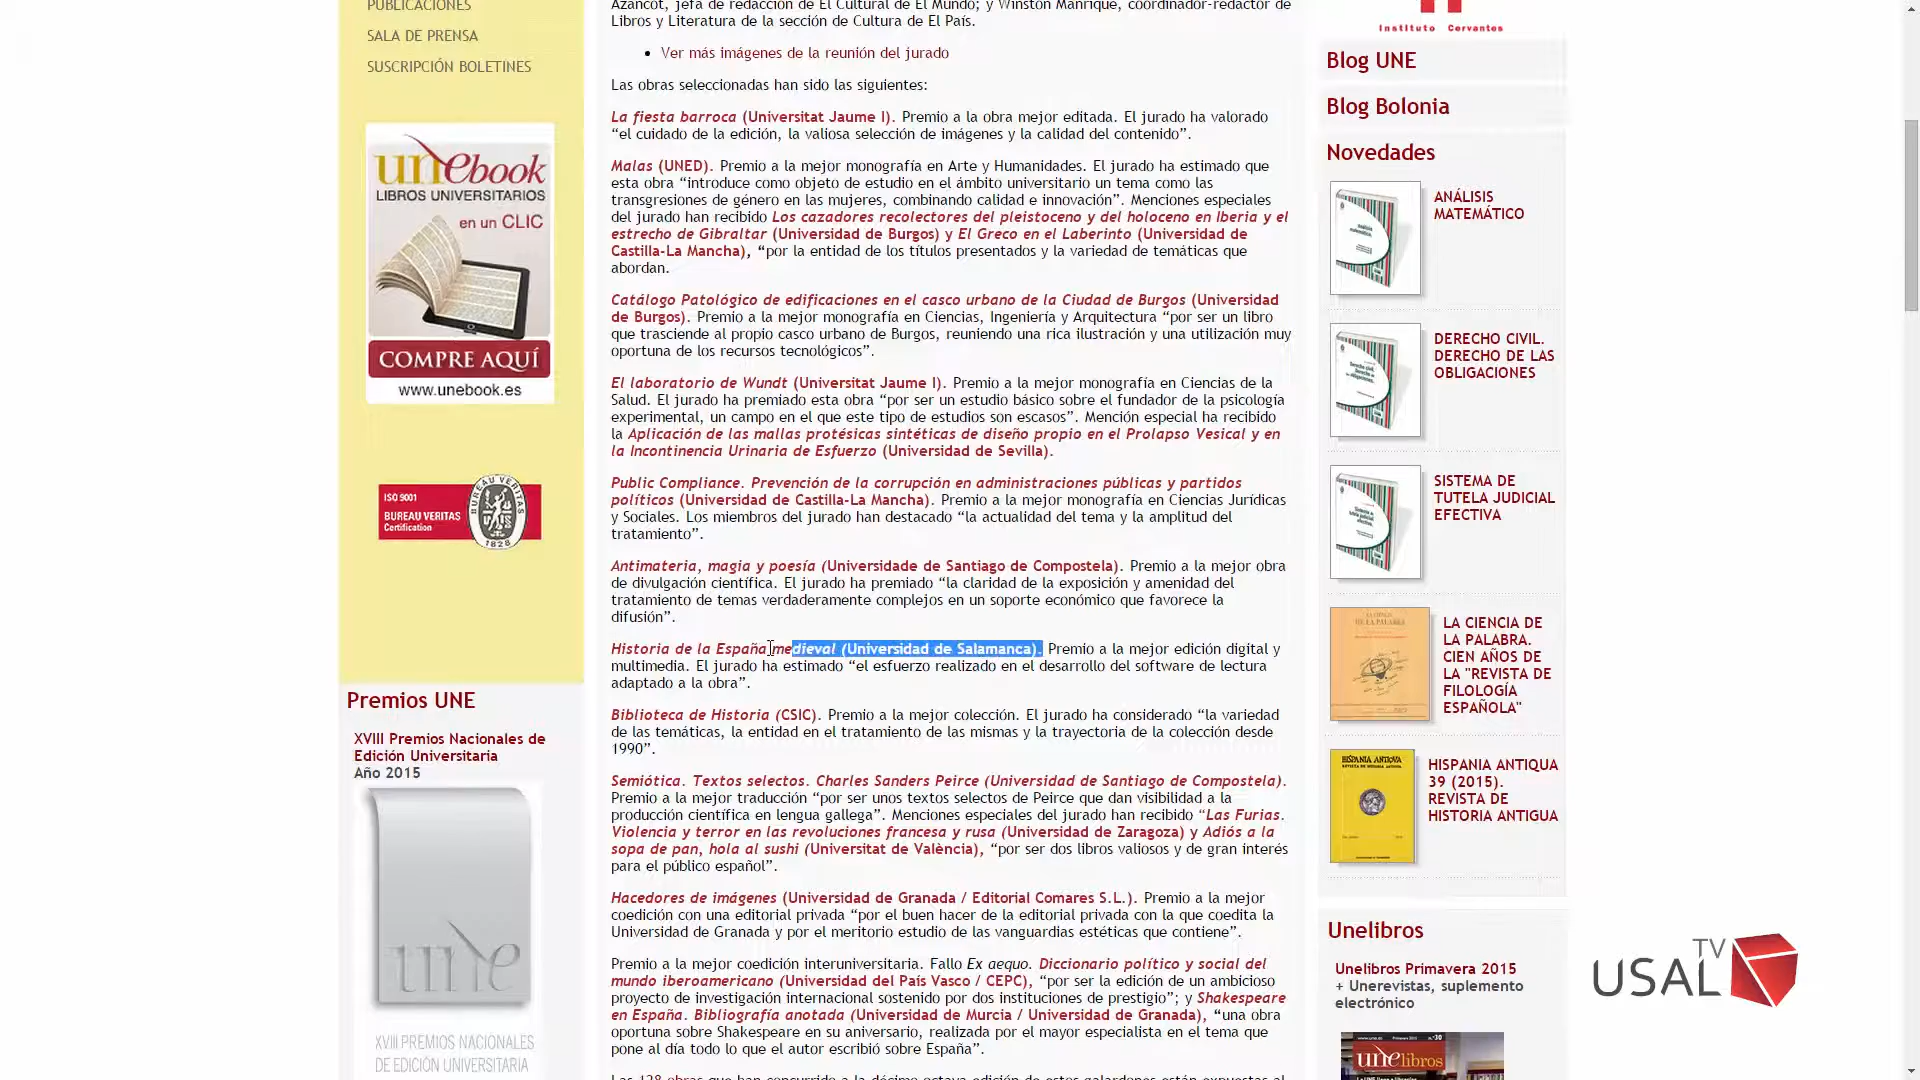 PUBLICACIONES
SALA DE PRENSA
SUSCRIPCIÓN BOLETINES
unebook
LIBROS UNIVERSITARIOS
en un CLIC
COMPRE AQUÍ
www.unebook.es
ISO 9001
BUREAU VERITAS
Certification
BUREAU VERITAS
1828
Premios UNE
XVIII Premios Nacionales de
Edición Universitaria
Año 2015
une
XVIII PREMIOS NACIONALES
DE EDICIÓN UNIVERSITARIA
Azancot, jefa de redacción de El Cultural de El Mundo; y Winston Manrique, coordinador-redactor de
Libros y Literatura de la sección de Cultura de El País.
• Ver más imágenes de la reunión del jurado
Las obras seleccionadas han sido las siguientes:
La fiesta barroca (Universitat Jaume I). Premio a la obra mejor editada. El jurado ha valorado
“el cuidado de la edición, la valiosa selección de imágenes y la calidad del contenido”.
Malas (UNED). Premio a la mejor monografía en Arte y Humanidades. El jurado ha estimado que
esta obra “introduce como objeto de estudio en el ámbito universitario un tema como las
transgresiones de género en las mujeres, combinando calidad e innovación”. Menciones especiales
del jurado han recibido Los cazadores recolectores del pleistoceno y del holoceno en Iberia y el
estrecho de Gibraltar (Universidad de Burgos) y El Greco en el Laberinto (Universidad de
Castilla-La Mancha), “por la entidad de los títulos presentados y la variedad de temáticas que
abordan.
Catálogo Patológico de edificaciones en el casco urbano de la Ciudad de Burgos (Universidad
de Burgos). Premio a la mejor monografía en Ciencias, Ingeniería y Arquitectura “por ser un libro
que trasciende al propio casco urbano de Burgos, reuniendo una rica ilustración y una utilización muy
oportuna de los recursos tecnológicos”.
El laboratorio de Wundt (Universitat Jaume I). Premio a la mejor monografía en Ciencias de la
Salud. El jurado ha premiado esta obra “por ser un estudio básico sobre el fundador de la psicología
experimental, un campo en el que este tipo de estudios son escasos”. Mención especial ha recibido
la Aplicación de las mallas protésicas sintéticas de diseño propio en el Prolapso Vesical y en
la Incontinencia Urinaria de Esfuerzo (Universidad de Sevilla).
Public Compliance. Prevención de la corrupción en administraciones públicas y partidos
políticos (Universidad de Castilla-La Mancha). Premio a la mejor monografía en Ciencias Jurídicas
y Sociales. Los miembros del jurado han destacado “la actualidad del tema y la amplitud del
tratamiento”.
Antimateria, magia y poesía (Universidade de Santiago de Compostela). Premio a la mejor obra
de divulgación científica. El jurado ha premiado “la claridad de la exposición y amenidad del
tratamiento de temas verdaderamente complejos en un soporte económico que favorece la
difusión”.
Historia de la España medieval (Universidad de Salamanca). Premio a la mejor edición digital y
multimedia. El jurado ha estimado “el esfuerzo realizado en el desarrollo del software de lectura
adaptado a la obra”.
Biblioteca de Historia (CSIC). Premio a la mejor colección. El jurado ha considerado “la variedad
de las temáticas, la entidad en el tratamiento de las mismas y la trayectoria de la colección desde
1990”.
Semiótica. Textos selectos. Charles Sanders Peirce (Universidad de Santiago de Compostela).
Premio a la mejor traducción “por ser unos textos selectos de Peirce que dan visibilidad a la
producción científica en lengua gallega”. Menciones especiales del jurado han recibido “Las Furias.
Violencia y terror en las revoluciones francesa y rusa (Universidad de Zaragoza) y Adiós a la
sopa de pan, hola al sushi (Universitat de València), “por ser dos libros valiosos y de gran interés
para el público español”.
Hacedores de imágenes (Universidad de Granada / Editorial Comares S.L.). Premio a la mejor
coedición con una editorial privada “por el buen hacer de la editorial privada con la que coedita la
Universidad de Granada y por el meritorio estudio de las vanguardias estéticas que contiene”.
Premio a la mejor coedición interuniversitaria. Fallo Ex aequo. Diccionario político y social del
mundo iberoamericano (Universidad del País Vasco / CEPC), “por ser la edición de un ambicioso
proyecto de investigación internacional sostenido por dos instituciones de prestigio”; y Shakespeare
en España. Bibliografía anotada (Universidad de Murcia / Universidad de Granada), “una obra
oportuna sobre Shakespeare en su aniversario, realizada por el mayor especialista en el tema que
pone al día todo lo que el autor escribió sobre España”.
Las 128 obras que han concurrido a la décimo octava edición de estos galardones están expuestas al
Instituto Cervantes
Blog UNE
Blog Bolonia
Novedades
ANÁLISIS
MATEMÁTICO
DERECHO CIVIL.
DERECHO DE LAS
OBLIGACIONES
SISTEMA DE
TUTELA JUDICIAL
EFECTIVA
LA CIENCIA DE
LA PALABRA.
CIEN AÑOS DE
LA "REVISTA DE
FILOLOGÍA
ESPAÑOLA"
HISPANIA ANTIQVA
HISPANIA ANTIQUA
39 (2015).
REVISTA DE
HISTORIA ANTIGUA
Unelibros
Unelibros Primavera 2015
+ Unerevistas, suplemento
electrónico
unelibros
TV
USAL